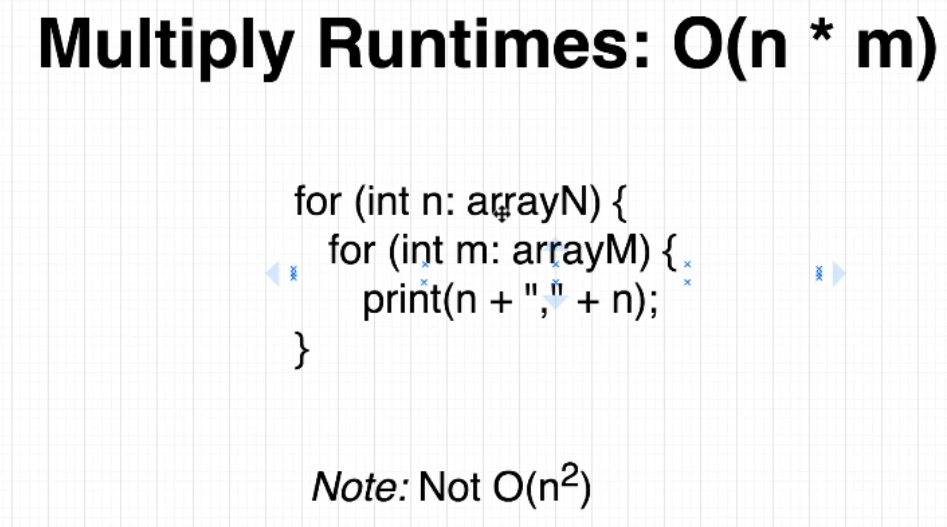 Multiply Runtimes: O(n * m)
for (int n: arrayN) {
for (int m: arrayM) {
print(n + "," + n);
}
Note: Not O(n²)